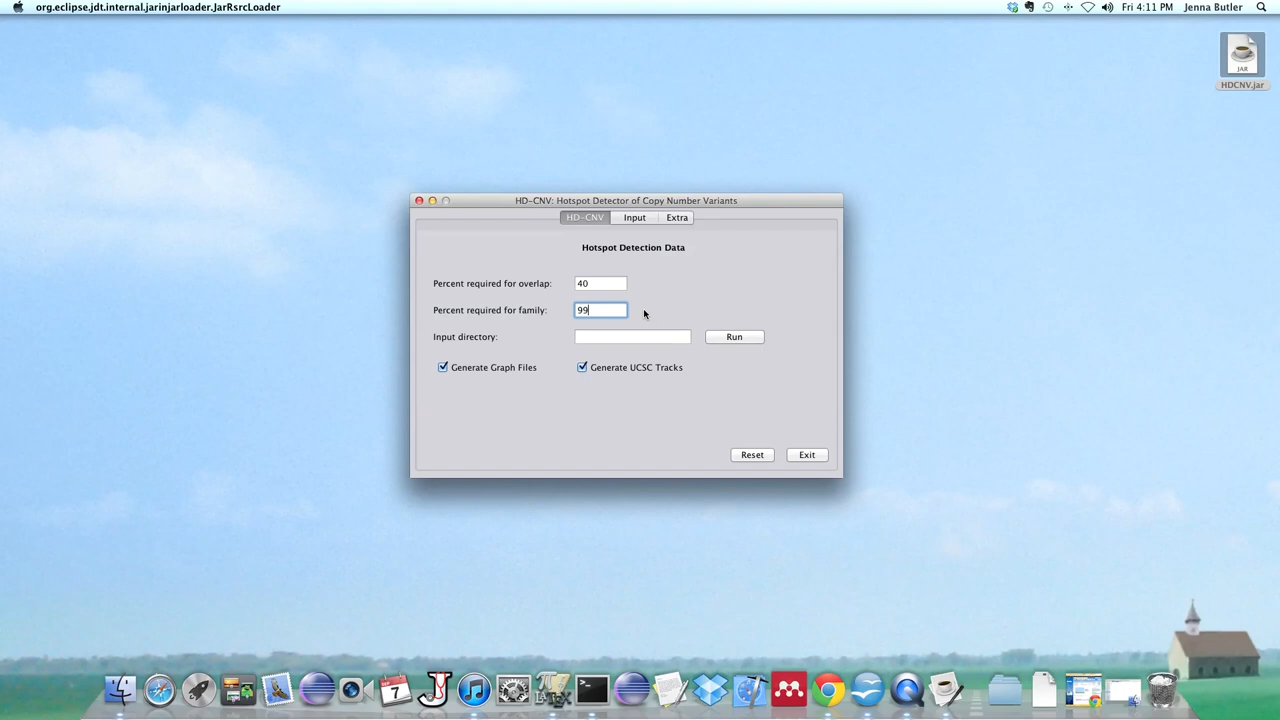 org.eclipse.jdt.internal.jarinjarloader.JarRsrcLoader
Fri 4:11 PM Jenna Butler
JAR
HDCNV.jar
HD-CNV: Hotspot Detector of Copy Number Variants
HD-CNV Input Extra
Hotspot Detection Data
Percent required for overlap: 40
Percent required for family: 99
Input directory: Run
Generate Graph Files Generate UCSC Tracks
Reset Exit